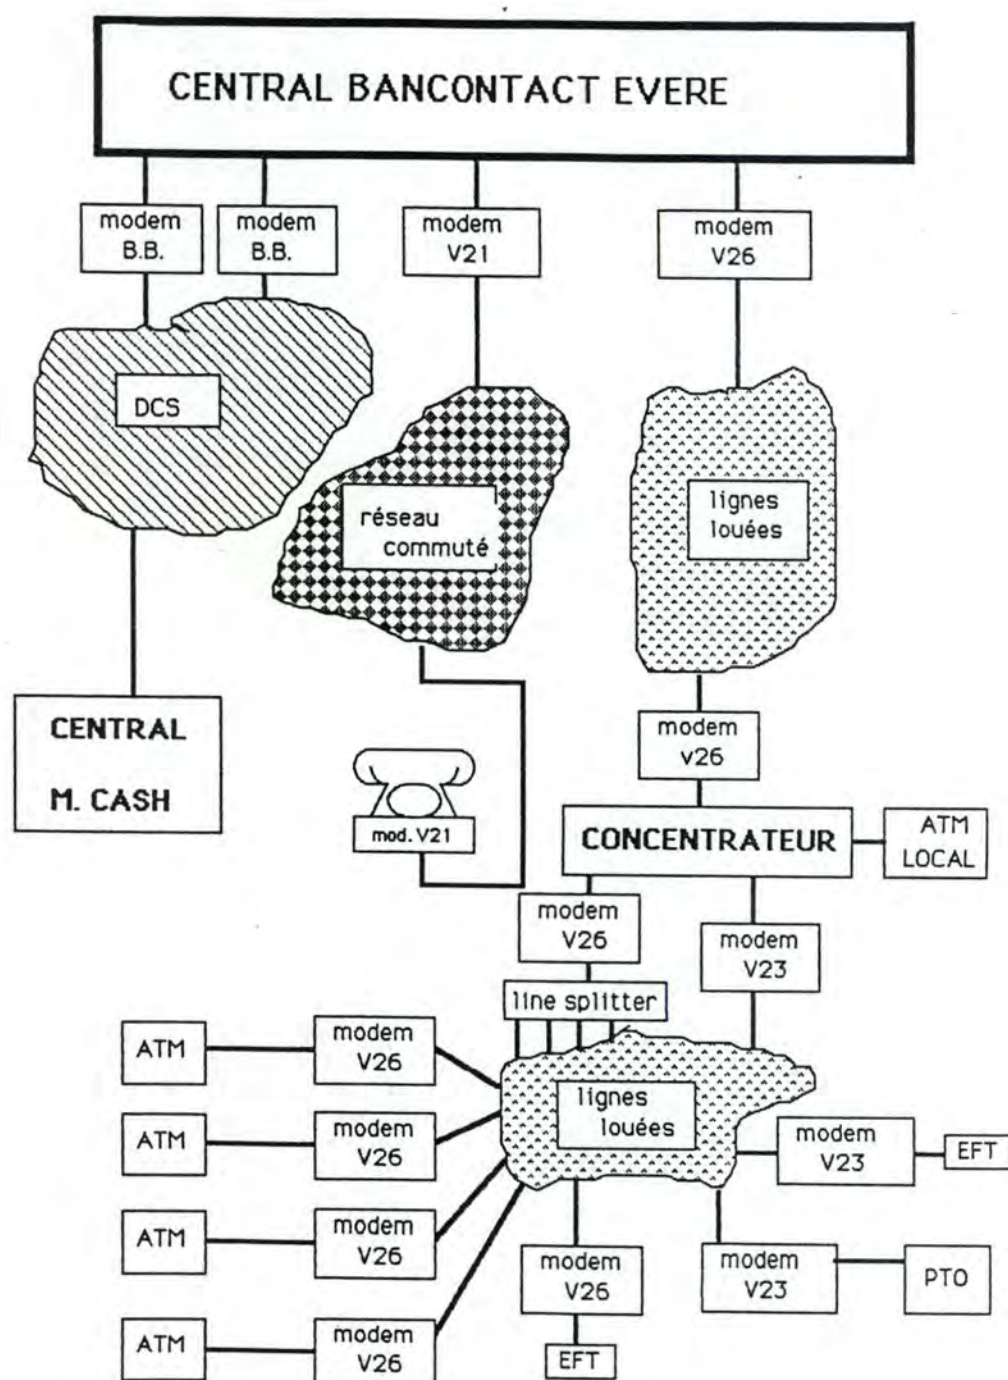 CENTRAL BANCONTACT EVERE
modem
B.B.
modem
B.B.
modem
V21
modem
V26
DCS
réseau
commuté
lignes
louées
CENTRAL
M. CASH
modem
v26
mod. V21
CONCENTRATEUR
ATM
LOCAL
modem
V26
modem
V23
line splitter
ATM
modem
V26
lignes
louées
ATM
modem
V26
modem
V23
EFT
ATM
modem
V26
modem
V26
modem
V23
PTO
ATM
modem
V26
EFT